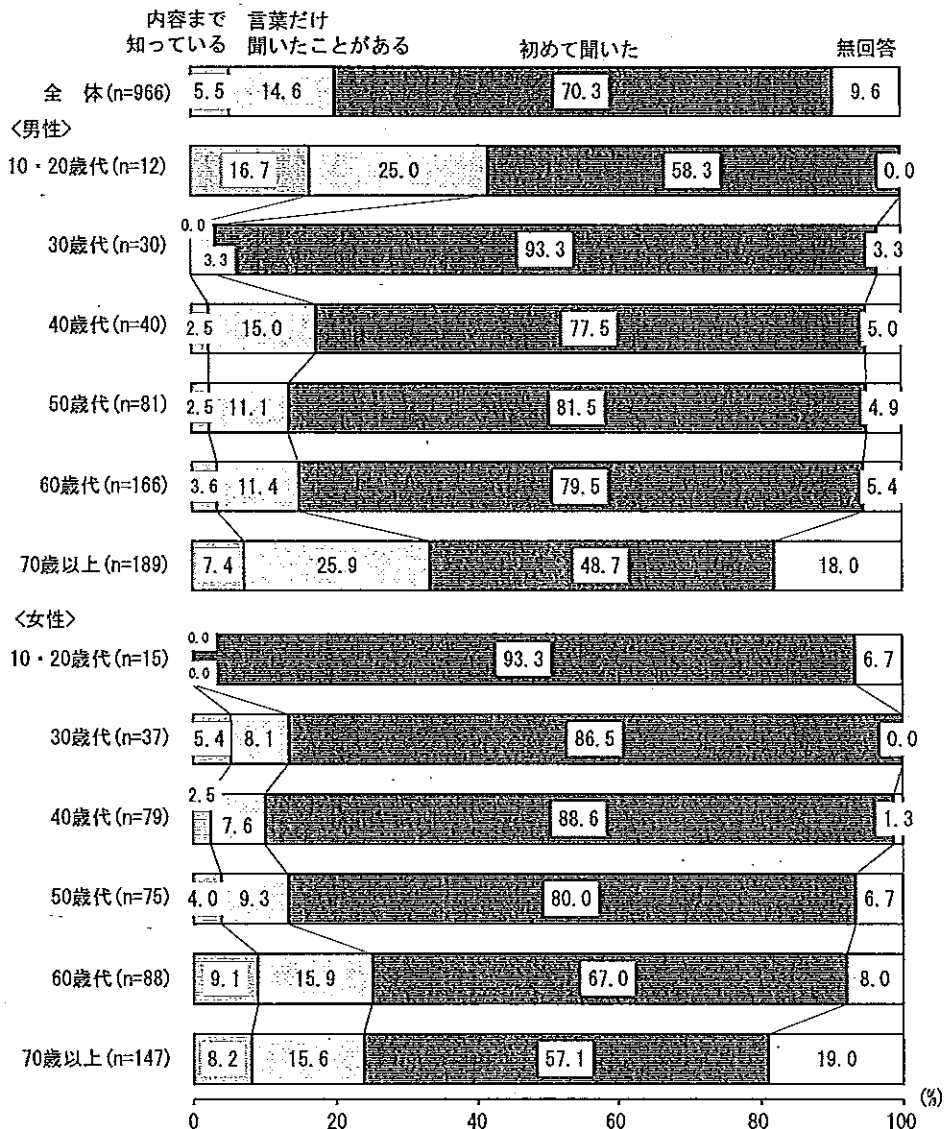 内容まで 言葉だけ
知っている 聞いたことがある 初めて聞いた 無回答
全 体(n=966) 5.5 14.6 70.3 9.6
〈男性〉
10・20歳代(n=12) 16.7 25.0 58.3 0.0
0.0
30歳代(n=30) 3.3 93.3 3.3
40歳代(n=40) 2.5 15.0 77.5 5.0
50歳代(n=81) 2.5 11.1 81.5 4.9
60歳代(n=166) 3.6 11.4 79.5 5.4
70歳以上(n=189) 7.4 25.9 48.7 18.0
〈女性〉
0.0
10・20歳代(n=15) 93.3 6.7
0.0
30歳代(n=37) 5.4 8.1 86.5 0.0
2.5
40歳代(n=79) 7.6 88.6 1.3
50歳代(n=75) 4.0 9.3 80.0 6.7
60歳代(n=88) 9.1 15.9 67.0 8.0
70歳以上(n=147) 8.2 15.6 57.1 19.0
(%)
0 20 40 60 80 100